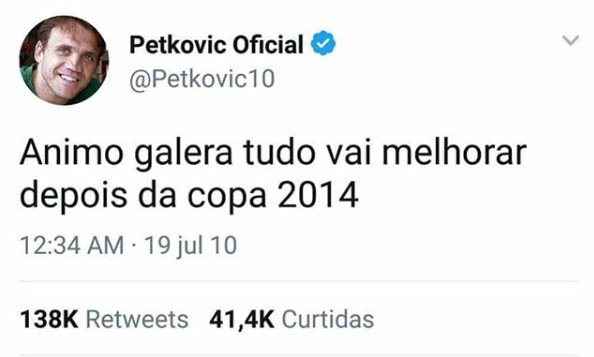 Petkovic Oficial
@Petkovic10
Animo galera tudo vai melhorar
depois da copa 2014
12:34 AM · 19 jul 10
138K Retweets 41,4K Curtidas